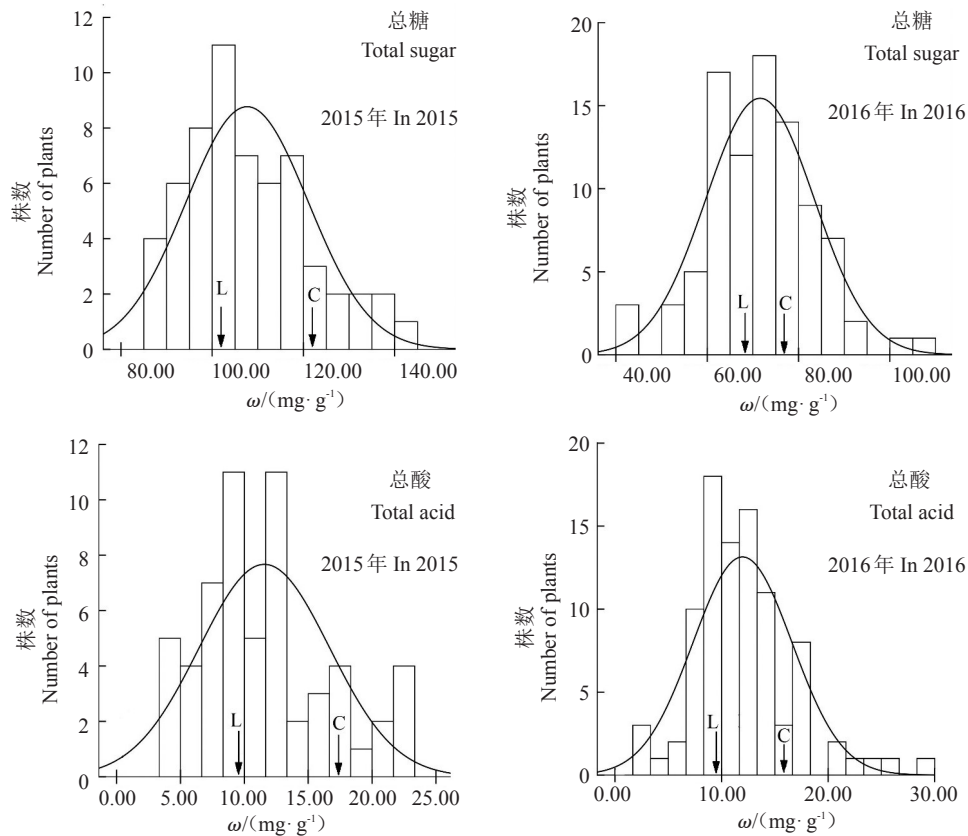 总糖
Total sugar
2015年 In 2015
12
10
8
6
4
2
0
株数
Number of plants
L
C
80.00 100.00 120.00 140.00
ω/(mg·g⁻¹)
总糖
Total sugar
2016年 In 2016
20
15
10
5
0
株数
Number of plants
L
C
40.00 60.00 80.00 100.00
ω/(mg·g⁻¹)
总酸
Total acid
2015年 In 2015
12
10
8
6
4
2
0
株数
Number of plants
L
C
0.00 5.00 10.00 15.00 20.00 25.00
ω/(mg·g⁻¹)
总酸
Total acid
2016年 In 2016
20
15
10
5
0
株数
Number of plants
L
C
0.00 10.00 20.00 30.00
ω/(mg·g⁻¹)